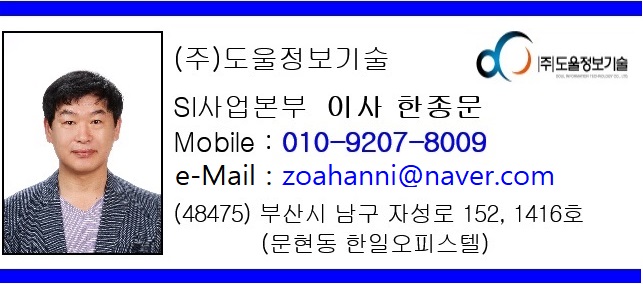 (주)도울정보기술
(주)도울정보기술
SI사업본부 이사 한종문
Mobile : 010-9207-8009
e-Mail : zoahanni@naver.com
(48475) 부산시 남구 자성로 152, 1416호
(문현동 한일오피스텔)